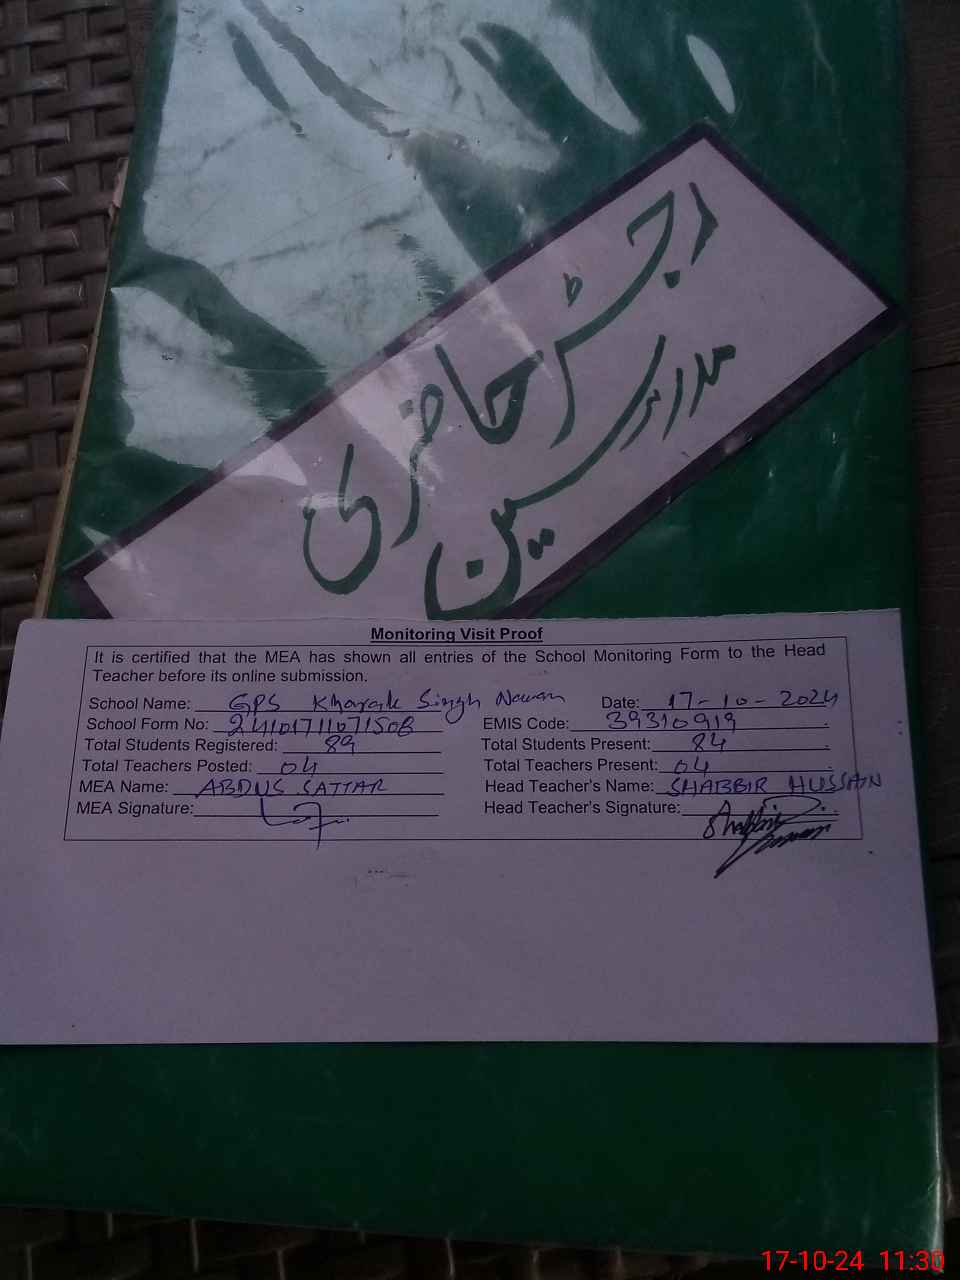 رجسٹر حاضری
مدرسین
Monitoring Visit Proof
It is certified that the MEA has shown all entries of the School Monitoring Form to the Head
Teacher before its online submission.
School Name: GPS Kharak Singh Nawan Date: 17-10-2024
School Form No: EMIS Code: 39310919
Total Students Registered: 89 Total Students Present: 84
Total Teachers Posted: 04 Total Teachers Present: 04
MEA Name: ABDUS SATTAR Head Teacher's Name: SHABBIR HUSSAIN
MEA Signature: Head Teacher's Signature:
17-10-24 11:30